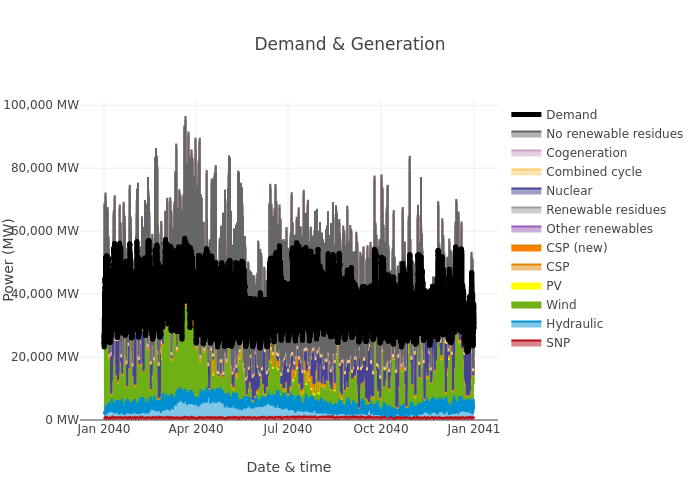 Demand & Generation
100,000 MW
80,000 MW
60,000 MW
40,000 MW
20,000 MW
0 MW
Power (MW)
Jan 2040
Apr 2040
Jul 2040
Oct 2040
Jan 2041
Date & time
Demand
No renewable residues
Cogeneration
Combined cycle
Nuclear
Renewable residues
Other renewables
CSP (new)
CSP
PV
Wind
Hydraulic
SNP